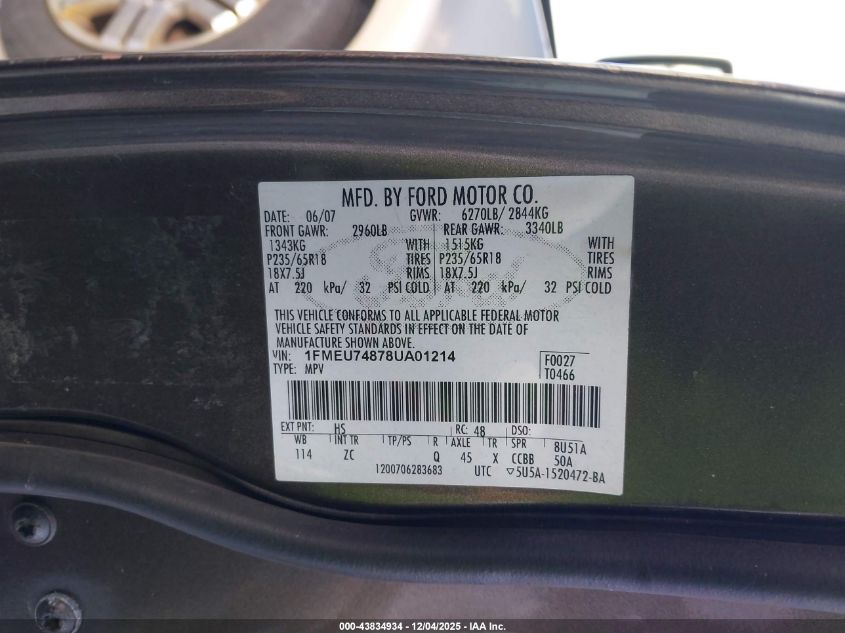 MFD. BY FORD MOTOR CO.
DATE: 06/07 GVWR: 6270LB/ 2844KG
FRONT GAWR: 2960LB REAR GAWR: 3340LB
1343KG WITH 1515KG WITH
P235/65R18 TIRES P235/65R18 TIRES
18X7.5J RIMS 18X7.5J RIMS
AT 220 kPa/ 32 PSI COLD AT 220 kPa/ 32 PSI COLD
THIS VEHICLE CONFORMS TO ALL APPLICABLE FEDERAL MOTOR
VEHICLE SAFETY STANDARDS IN EFFECT ON THE DATE OF
MANUFACTURE SHOWN ABOVE.
VIN: 1FMEU74878UA01214 F0027
TYPE: MPV T0466
EXT PNT: HS RC: 48 DSO:
WB INT TR TP/PS R AXLE TR SPR 8U51A
114 ZC Q 45 X CCBB 50A
1200706283683 UTC ▽5U5A-1520472-BA
000-43834934 - 12/04/2025 - IAA Inc.